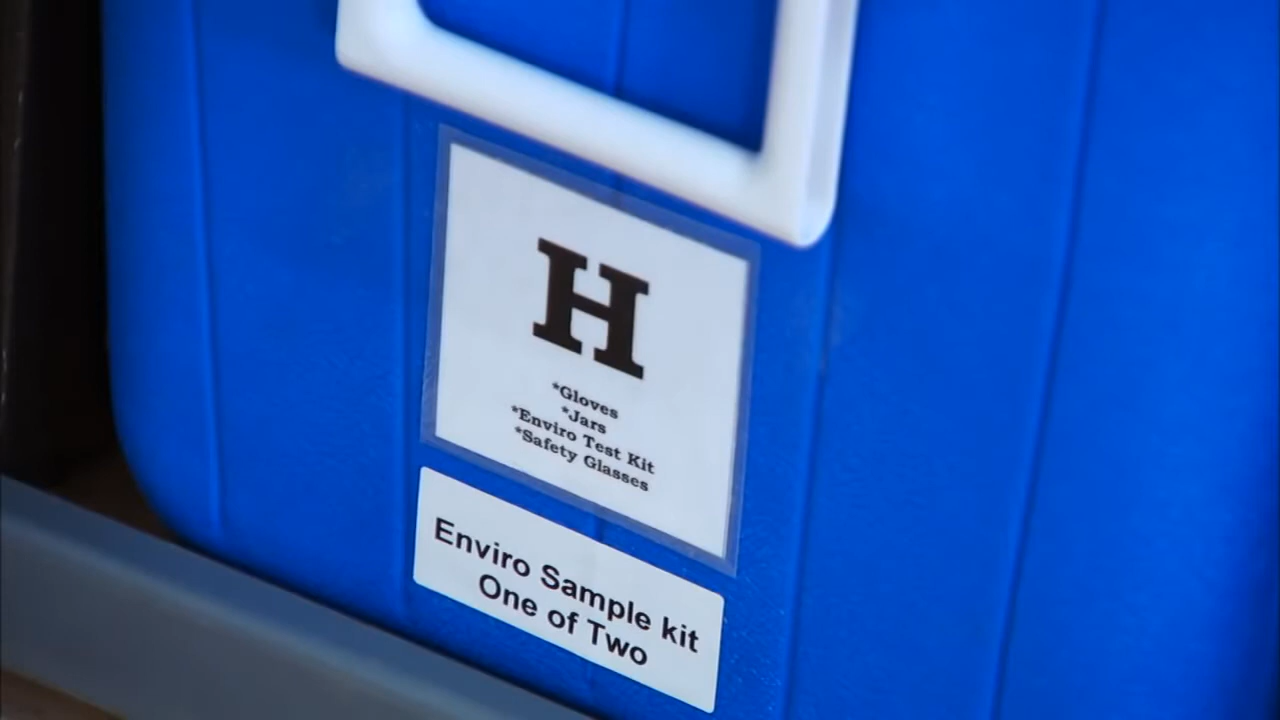 H
*Gloves
*Jars
*Enviro Test Kit
*Safety Glasses
Enviro Sample kit
One of Two